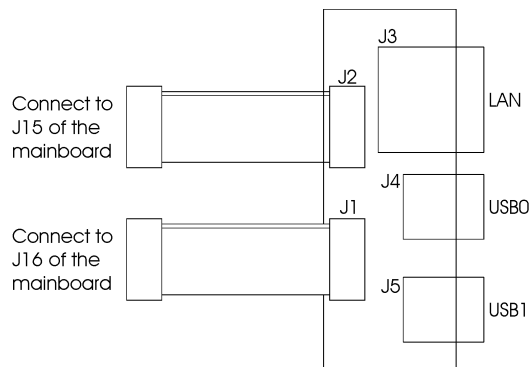 J3
J2
LAN
Connect to
J15 of the
mainboard
J4
USB0
J1
Connect to
J16 of the
mainboard
J5
USB1